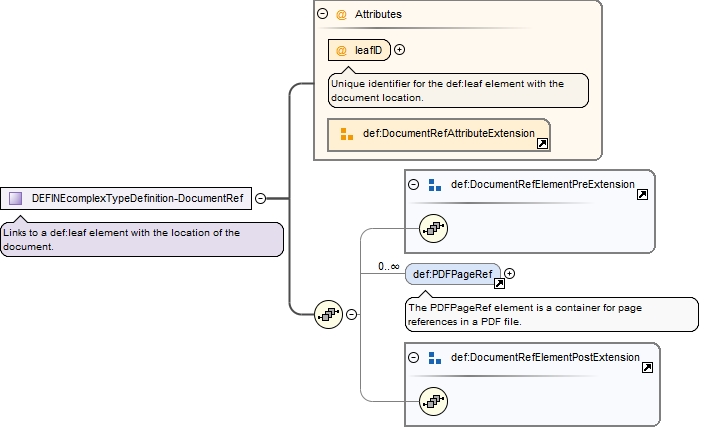 Attributes
@ leafID
Unique identifier for the def:leaf element with the
document location.
def:DocumentRefAttributeExtension
DEFINEcomplexTypeDefinition-DocumentRef
Links to a def:leaf element with the location of the
document.
def:DocumentRefElementPreExtension
0..∞
def:PDFPageRef
The PDFPageRef element is a container for page
references in a PDF file.
def:DocumentRefElementPostExtension